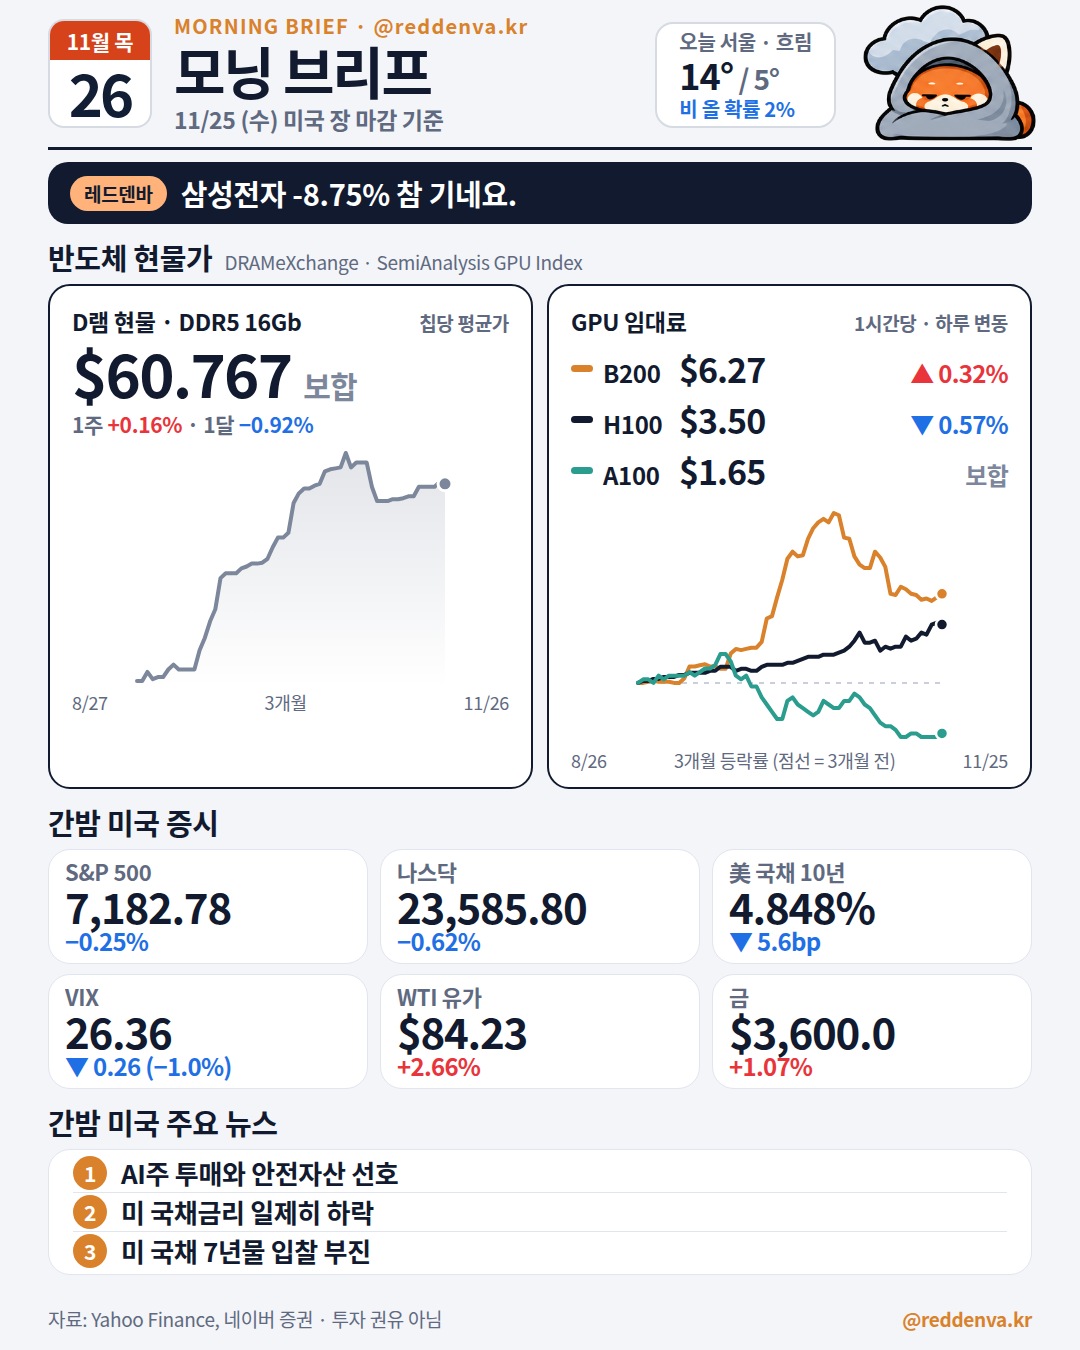 11월 목
26
MORNING BRIEF · @reddenva.kr
모닝 브리프
11/25 (수) 미국 장 마감 기준
오늘 서울 · 흐림
14° / 5°
비 올 확률 2%
레드덴바 삼성전자 -8.75% 참 기네요.
반도체 현물가 DRAMeXchange · SemiAnalysis GPU Index
D램 현물 · DDR5 16Gb 칩당 평균가
$60.767 보합
1주 +0.16% · 1달 −0.92%
8/27 3개월 11/26
GPU 임대료 1시간당 · 하루 변동
B200 $6.27 ▲ 0.32%
H100 $3.50 ▼ 0.57%
A100 $1.65 보합
8/26 3개월 등락률 (점선 = 3개월 전) 11/25
간밤 미국 증시
S&P 500
7,182.78
−0.25%
나스닥
23,585.80
−0.62%
美 국채 10년
4.848%
▼ 5.6bp
VIX
26.36
▼ 0.26 (−1.0%)
WTI 유가
$84.23
+2.66%
금
$3,600.0
+1.07%
간밤 미국 주요 뉴스
1 AI주 투매와 안전자산 선호
2 미 국채금리 일제히 하락
3 미 국채 7년물 입찰 부진
자료: Yahoo Finance, 네이버 증권 · 투자 권유 아님
@reddenva.kr